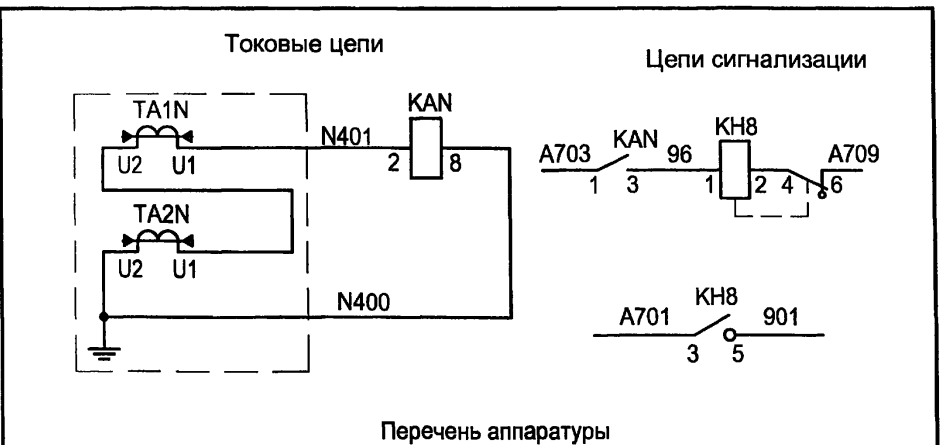 Токовые цепи
Цепи сигнализации
TA1N
KAN
N401
U2 U1
2 8
TA2N
U2 U1
N400
KAN
KH8
A703
96
A709
1 3
1 2 4 6
KH8
A701
901
3 5
Перечень аппаратуры